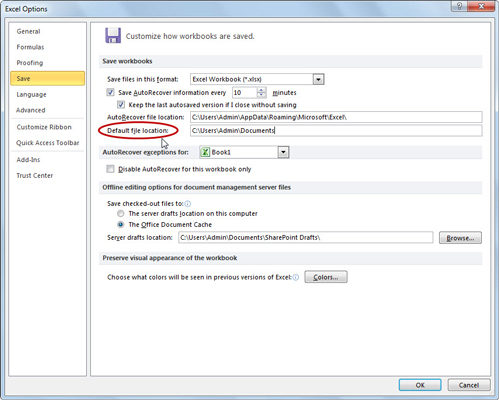 Excel Options
General
Formulas
Proofing
Save
Language
Advanced
Customize Ribbon
Quick Access Toolbar
Add-Ins
Trust Center
Customize how workbooks are saved.
Save workbooks
Save files in this format: Excel Workbook (*.xlsx)
Save AutoRecover information every 10 minutes
Keep the last autosaved version if I close without saving
AutoRecover file location: C:\Users\Admin\AppData\Roaming\Microsoft\Excel\
Default file location: C:\Users\Admin\Documents
AutoRecover exceptions for: Book1
Disable AutoRecover for this workbook only
Offline editing options for document management server files
Save checked-out files to:
The server drafts location on this computer
The Office Document Cache
Server drafts location: C:\Users\Admin\Documents\SharePoint Drafts\ Browse...
Preserve visual appearance of the workbook
Choose what colors will be seen in previous versions of Excel: Colors...
OK Cancel